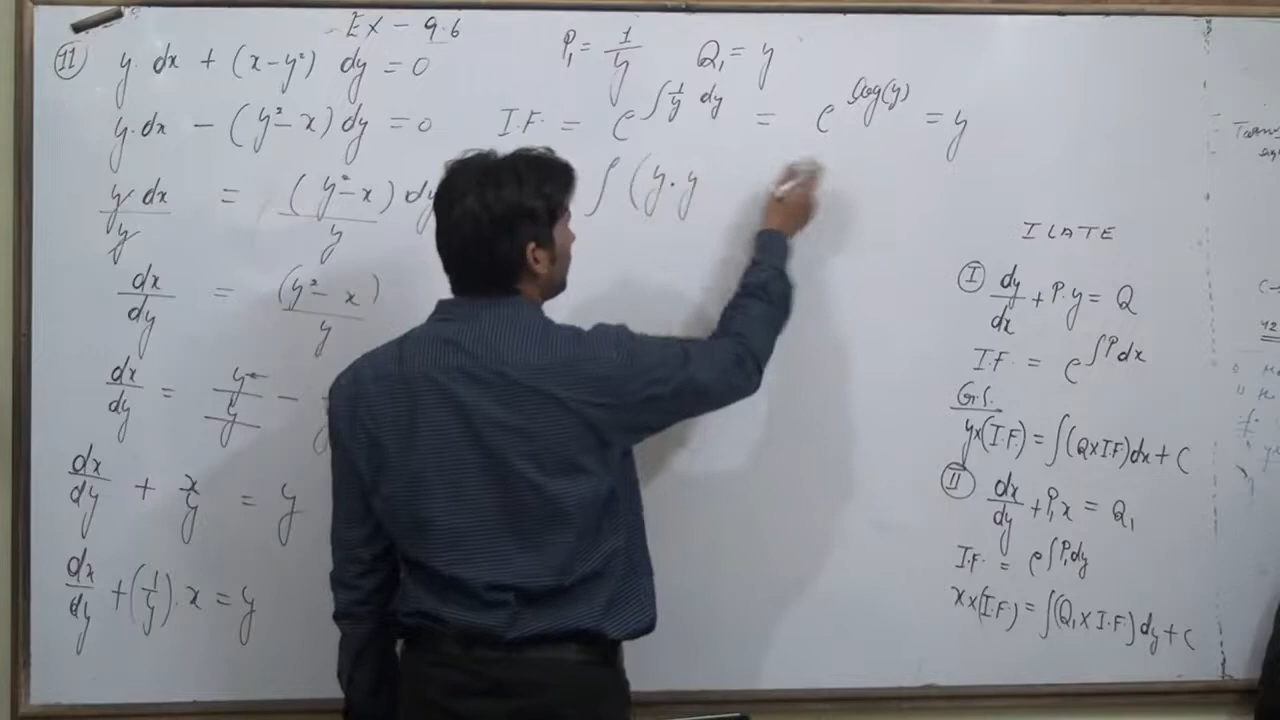 EX - 9.6
11 y. dx + (x-y²) dy = 0
y.dx - (y²-x) dy = 0
y dx / y = (y²-x) dy / y
dx/dy = (y²-x) / y
dx/dy = y²/y -
dx/dy + x/y = y
dx/dy + (1/y).x = y
P₁ = 1/y Q₁ = y
I.F. = e^∫1/y dy = e^log(y) = y
∫(y.y
ILATE
I dy/dx + P.y = Q
I.F. = e^∫Pdx
G.S.
y×(I.F.) = ∫(Q×I.F.)dx + C
II dx/dy + P₁x = Q₁
I.F. = e^∫P₁dy
x×(I.F.) = ∫(Q₁×I.F.)dy + C